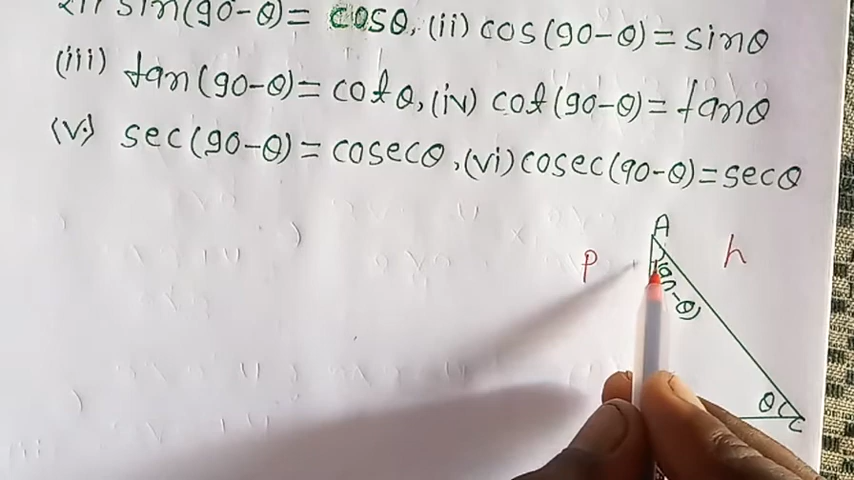 sin(90-θ)= cosθ, (ii) cos(90-θ)=sinθ
(iii) tan(90-θ)= cotθ, (iv) cot(90-θ)= tanθ
(v) sec(90-θ)= cosecθ, (vi) cosec(90-θ)=secθ
A
p
h
(90-θ)
θ
C